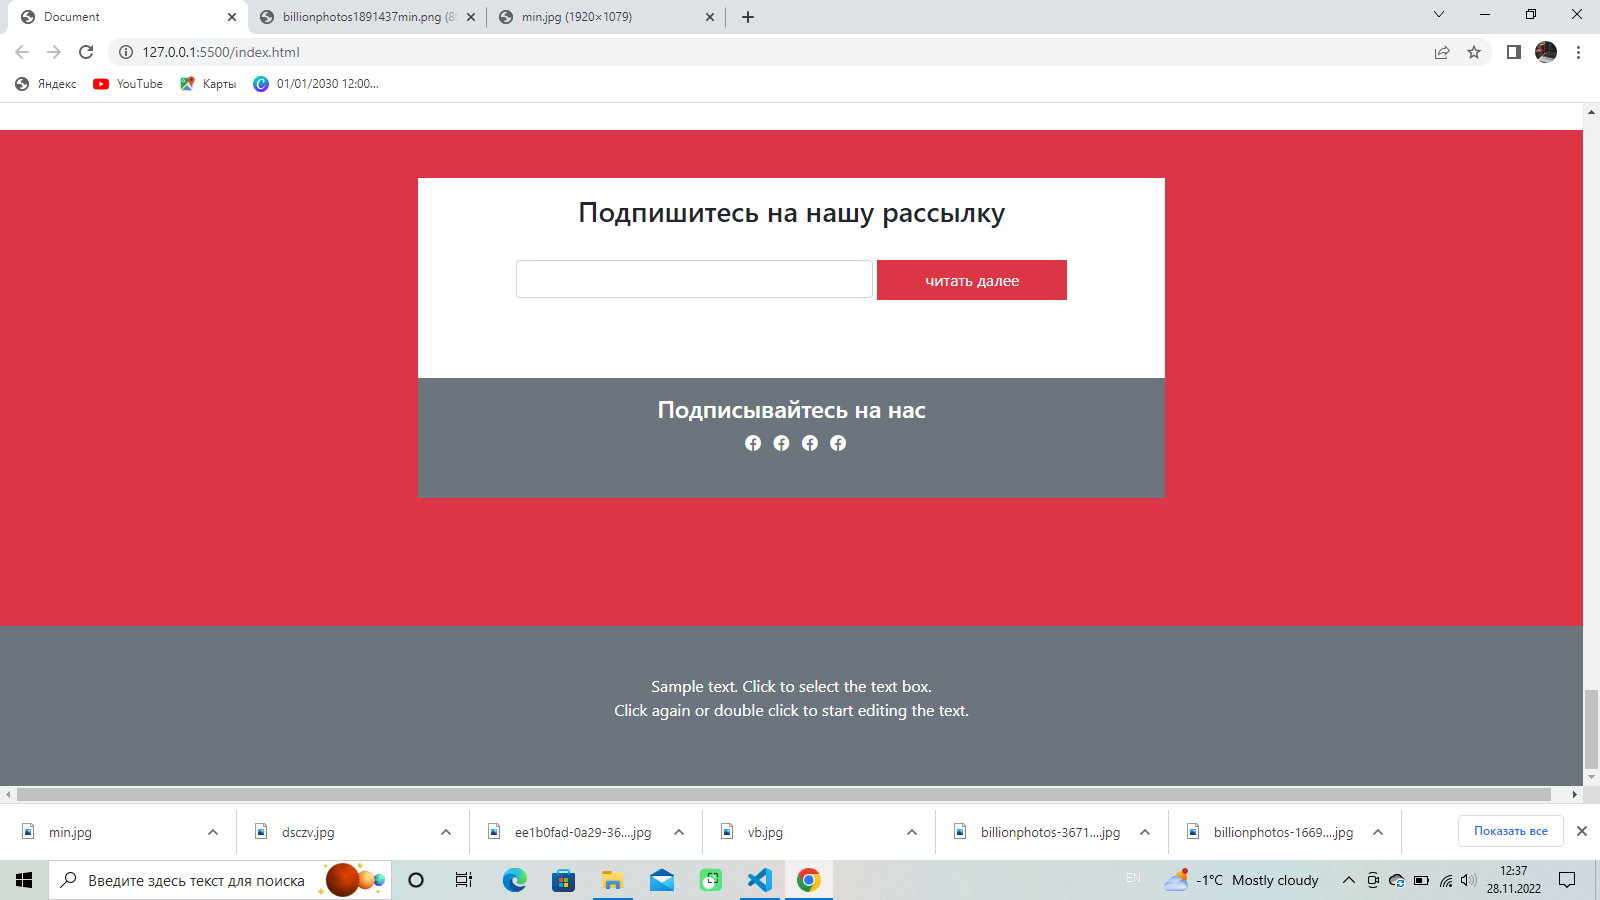 Document
billionphotos1891437min.png (80
min.jpg (1920×1079)
127.0.0.1:5500/index.html
Яндекс
YouTube
Карты
01/01/2030 12:00...
Подпишитесь на нашу рассылку
читать далее
Подписывайтесь на нас
Sample text. Click to select the text box.
Click again or double click to start editing the text.
min.jpg
dsczv.jpg
ee1b0fad-0a29-36....jpg
vb.jpg
billionphotos-3671....jpg
billionphotos-1669....jpg
Показать все
Введите здесь текст для поиска
EN
-1°C Mostly cloudy
12:37
28.11.2022